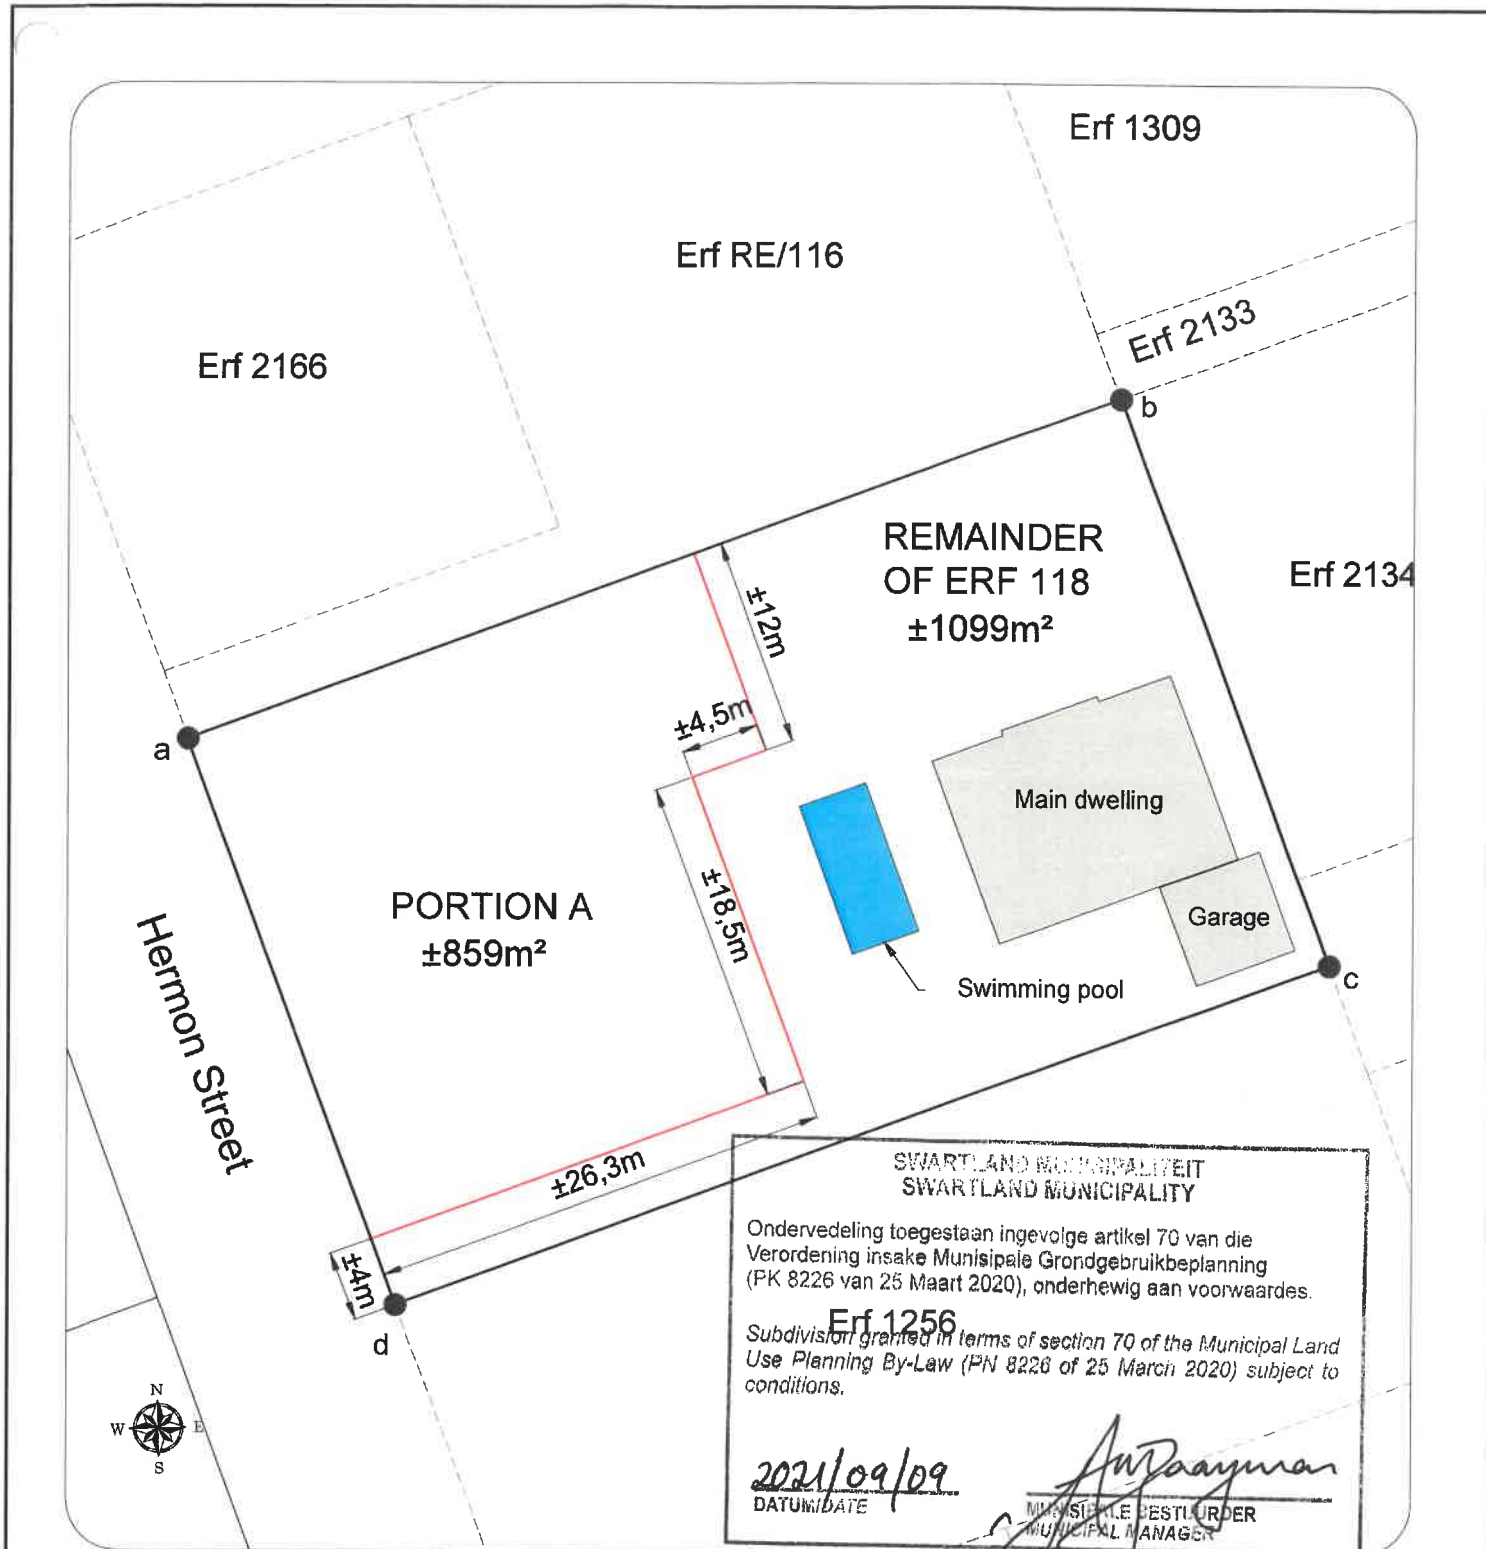 Erf 1309
Erf RE/116
Erf 2133
Erf 2166
b
REMAINDER
OF ERF 118
±1099m²
Erf 2134
±12m
±4,5m
a
Main dwelling
PORTION A
±859m²
±18,5m
Garage
Hermon Street
Swimming pool
c
±26,3m
±4m
d
SWARTLAND MUNISIPALITEIT
SWARTLAND MUNICIPALITY
Ondervedeling toegestaan ingevolge artikel 70 van die
Verordening insake Munisipale Grondgebruikbeplanning
(PK 8226 van 25 Maart 2020), onderhewig aan voorwaardes.
Erf 1256
Subdivision granted in terms of section 70 of the Municipal Land
Use Planning By-Law (PN 8226 of 25 March 2020) subject to
conditions.
N
W E
S
2021/09/09
DATUM/DATE
MUNISIPALE BESTUURDER
MUNICIPAL MANAGER